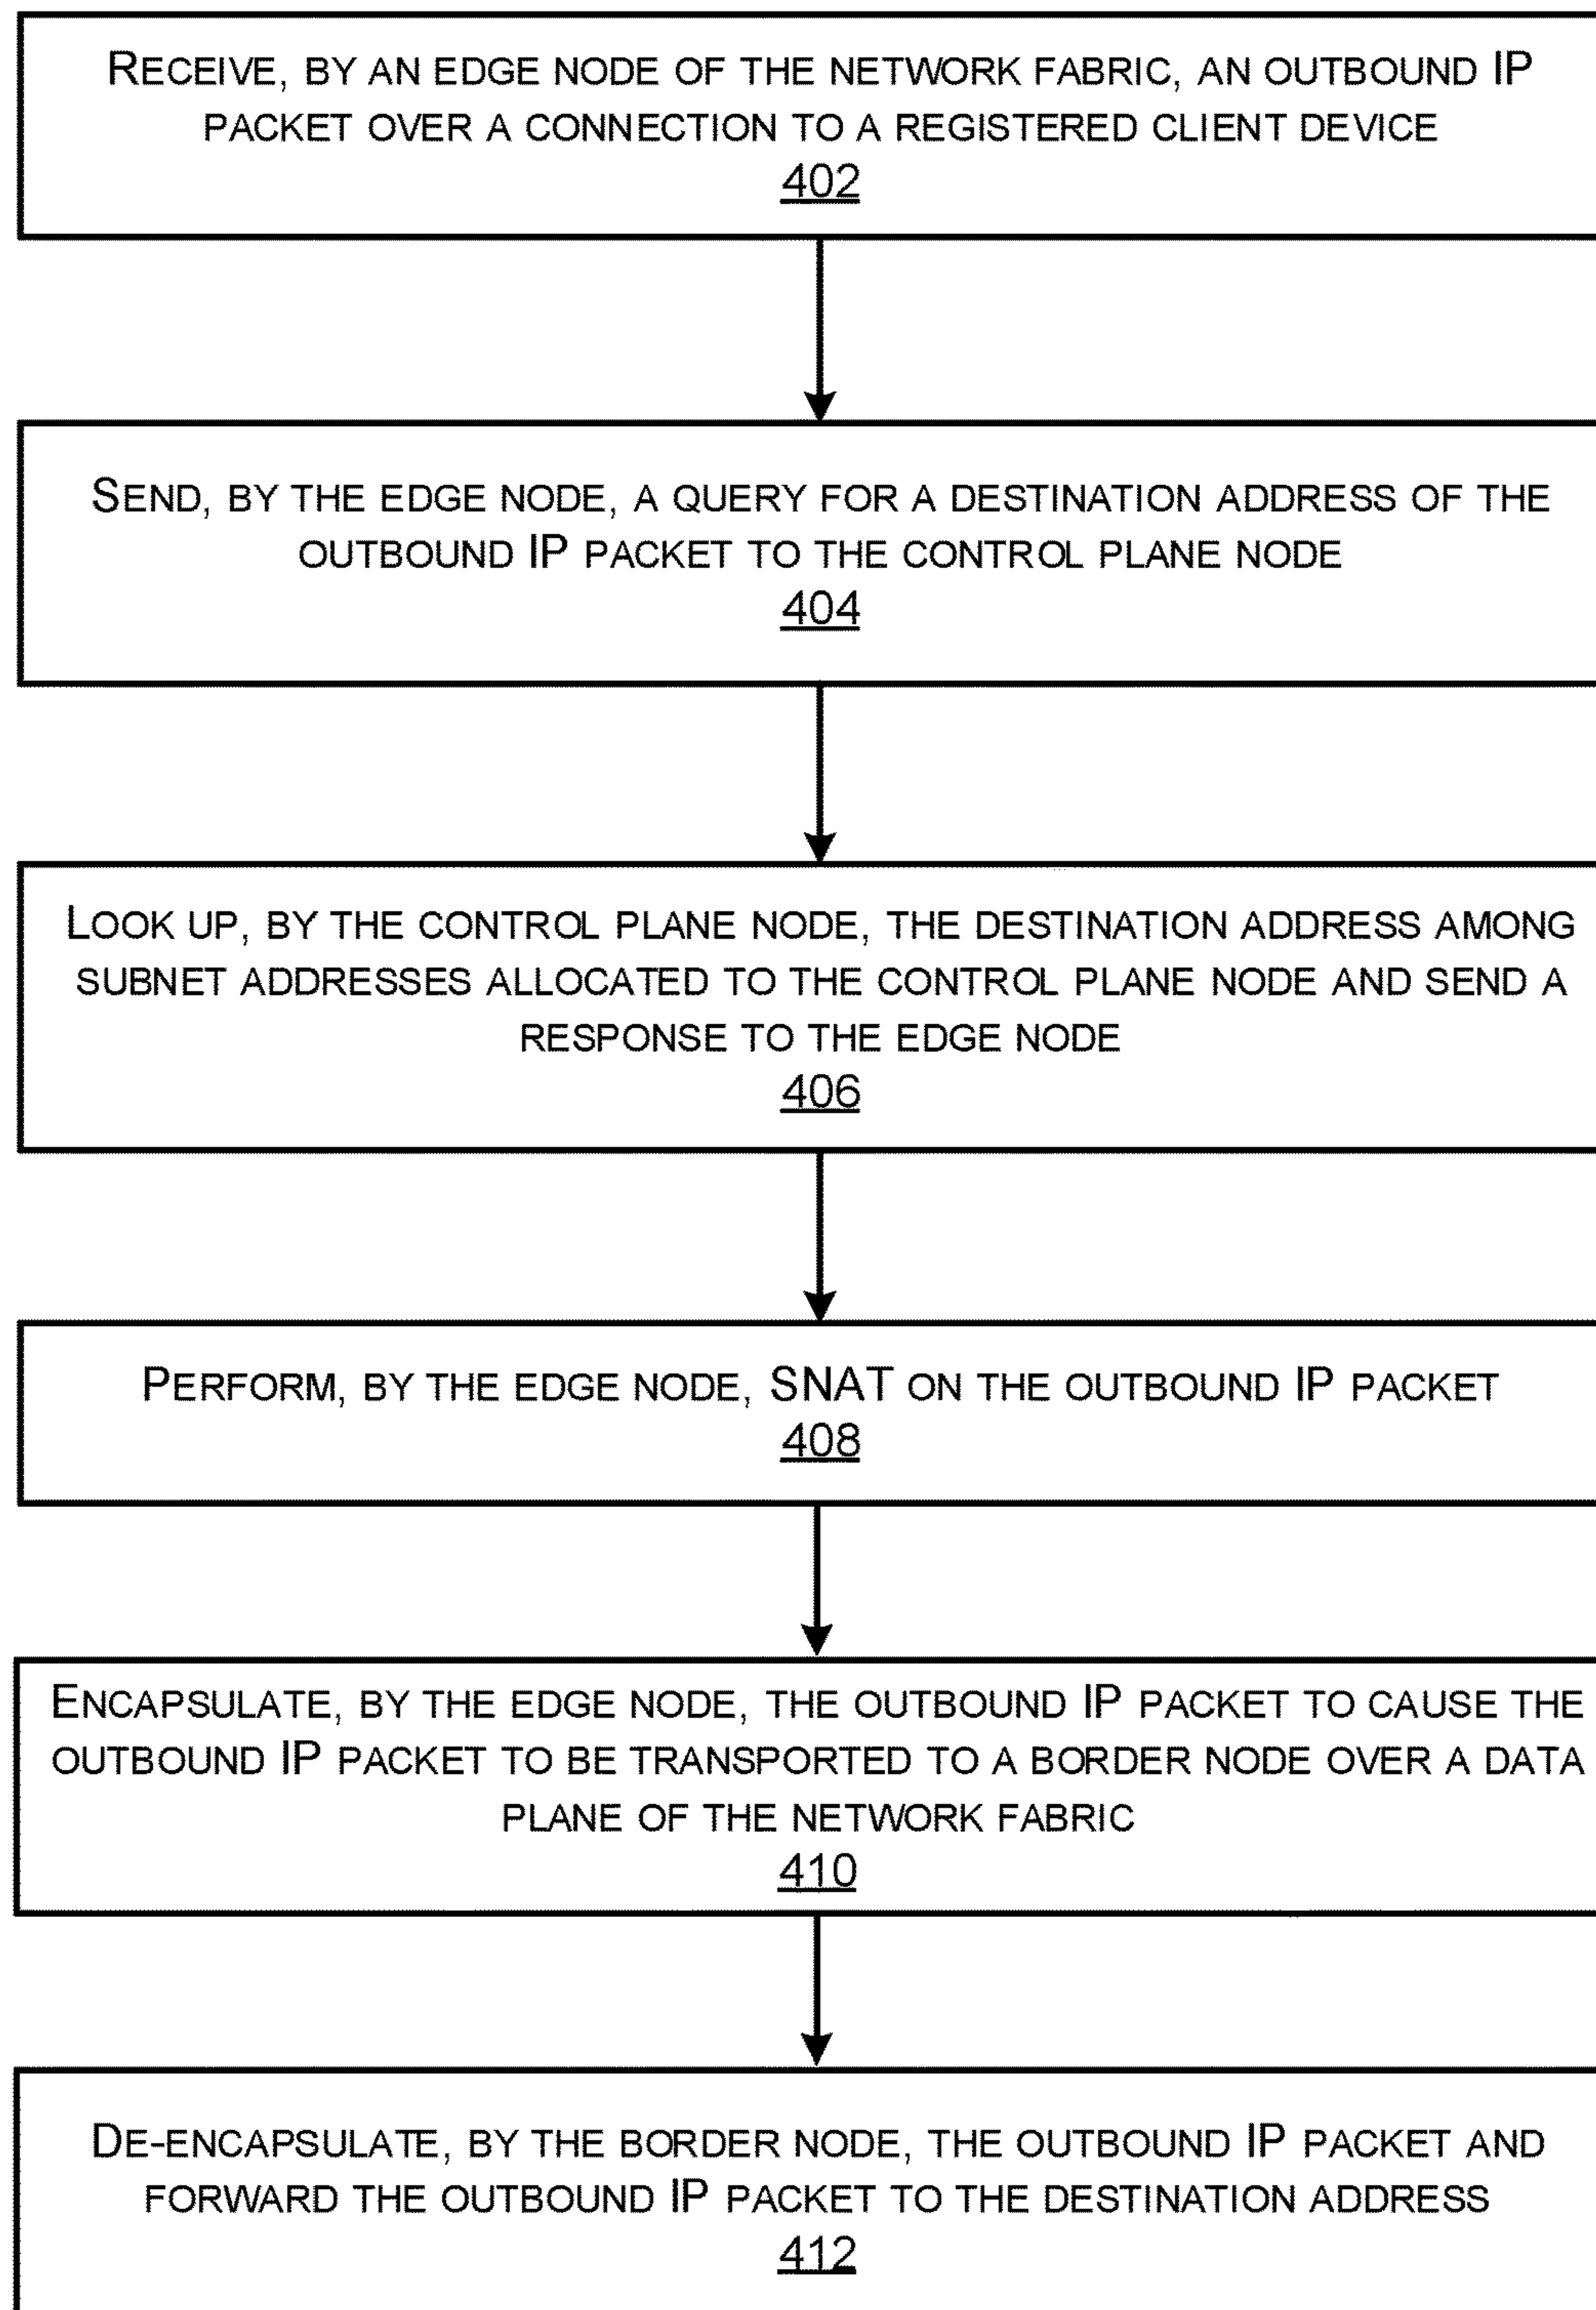 RECEIVE, BY AN EDGE NODE OF THE NETWORK FABRIC, AN OUTBOUND IP
PACKET OVER A CONNECTION TO A REGISTERED CLIENT DEVICE
402
SEND, BY THE EDGE NODE, A QUERY FOR A DESTINATION ADDRESS OF THE
OUTBOUND IP PACKET TO THE CONTROL PLANE NODE
404
LOOK UP, BY THE CONTROL PLANE NODE, THE DESTINATION ADDRESS AMONG
SUBNET ADDRESSES ALLOCATED TO THE CONTROL PLANE NODE AND SEND A
RESPONSE TO THE EDGE NODE
406
PERFORM, BY THE EDGE NODE, SNAT ON THE OUTBOUND IP PACKET
408
ENCAPSULATE, BY THE EDGE NODE, THE OUTBOUND IP PACKET TO CAUSE THE
OUTBOUND IP PACKET TO BE TRANSPORTED TO A BORDER NODE OVER A DATA
PLANE OF THE NETWORK FABRIC
410
DE-ENCAPSULATE, BY THE BORDER NODE, THE OUTBOUND IP PACKET AND
FORWARD THE OUTBOUND IP PACKET TO THE DESTINATION ADDRESS
412